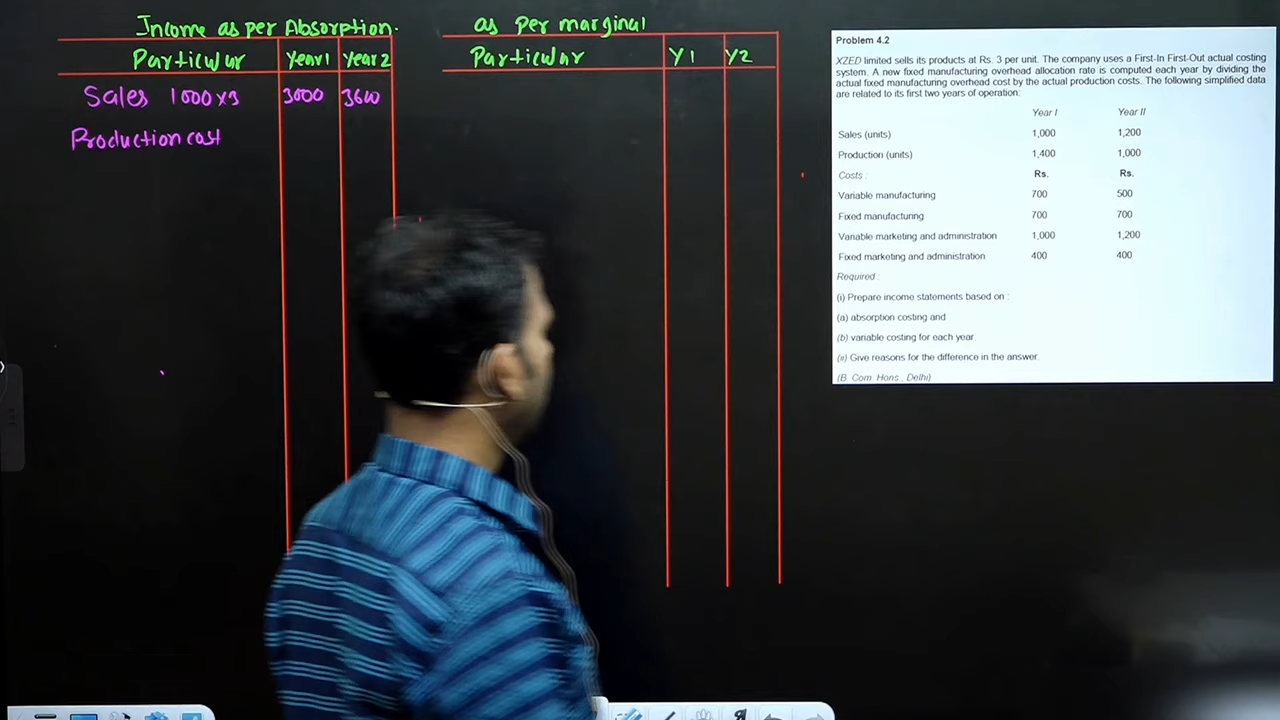 Income as per Absorption.
Particular Year1 Year2
Sales 1000 x 3 3000 3600
Production cost
as per marginal
Particular Y1 Y2
Problem 4.2
XZED limited sells its products at Rs. 3 per unit. The company uses a First-In First-Out actual costing
system. A new fixed manufacturing overhead allocation rate is computed each year by dividing the
actual fixed manufacturing overhead cost by the actual production costs. The following simplified data
are related to its first two years of operation:
Year I Year II
Sales (units) 1,000 1,200
Production (units) 1,400 1,000
Costs : Rs. Rs.
Variable manufacturing 700 500
Fixed manufacturing 700 700
Variable marketing and administration 1,000 1,200
Fixed marketing and administration 400 400
Required :
(i) Prepare income statements based on :
(a) absorption costing and
(b) variable costing for each year
(ii) Give reasons for the difference in the answer.
(B. Com. Hons., Delhi)